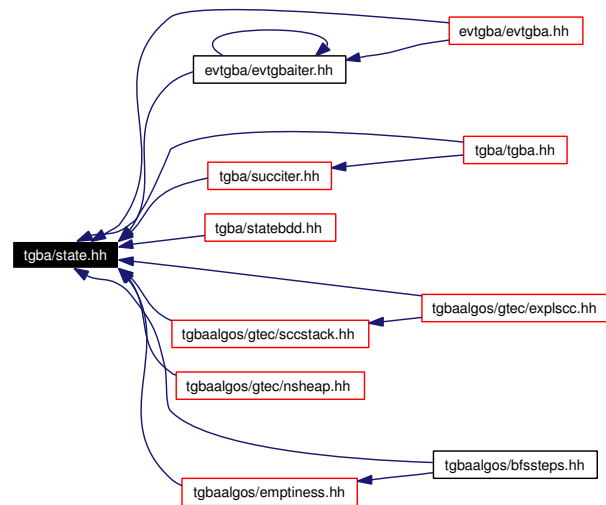 evtgba/evtgba.hh
evtgba/evtgbaiter.hh
tgba/tgba.hh
tgba/succiter.hh
tgba/statebdd.hh
tgba/state.hh
tgbaalgos/gtec/explscc.hh
tgbaalgos/gtec/sccstack.hh
tgbaalgos/gtec/nsheap.hh
tgbaalgos/bfssteps.hh
tgbaalgos/emptiness.hh